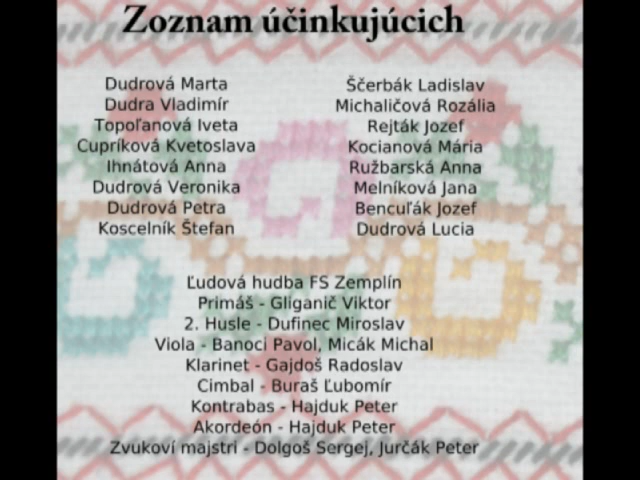 Zoznam účinkujúcich
Dudrová Marta
Dudra Vladimír
Topoľanová Iveta
Cupríková Kvetoslava
Ihnátová Anna
Dudrová Veronika
Dudrová Petra
Koscelník Štefan
Ščerbák Ladislav
Michaličová Rozália
Rejták Jozef
Kocianová Mária
Ružbarská Anna
Melníková Jana
Bencuľák Jozef
Dudrová Lucia
Ľudová hudba FS Zemplín
Primáš - Gliganič Viktor
2. Husle - Dufinec Miroslav
Viola - Banoci Pavol, Micák Michal
Klarinet - Gajdoš Radoslav
Cimbal - Buraš Ľubomír
Kontrabas - Hajduk Peter
Akordeón - Hajduk Peter
Zvukoví majstri - Dolgoš Sergej, Jurčák Peter